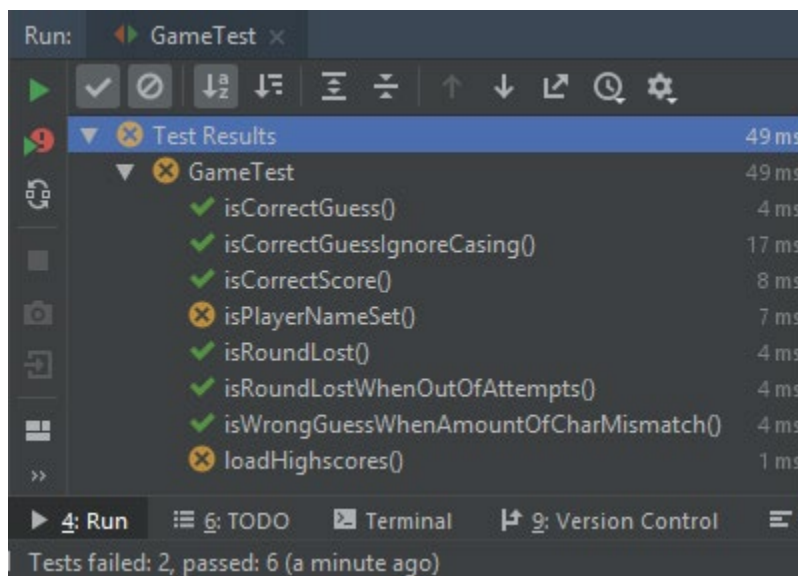 Run: GameTest
Test Results 49 ms
GameTest 49 ms
isCorrectGuess() 4 ms
isCorrectGuessIgnoreCasing() 17 ms
isCorrectScore() 8 ms
isPlayerNameSet() 7 ms
isRoundLost() 4 ms
isRoundLostWhenOutOfAttempts() 4 ms
isWrongGuessWhenAmountOfCharMismatch() 4 ms
loadHighscores() 1 ms
4: Run 6: TODO Terminal 9: Version Control
Tests failed: 2, passed: 6 (a minute ago)